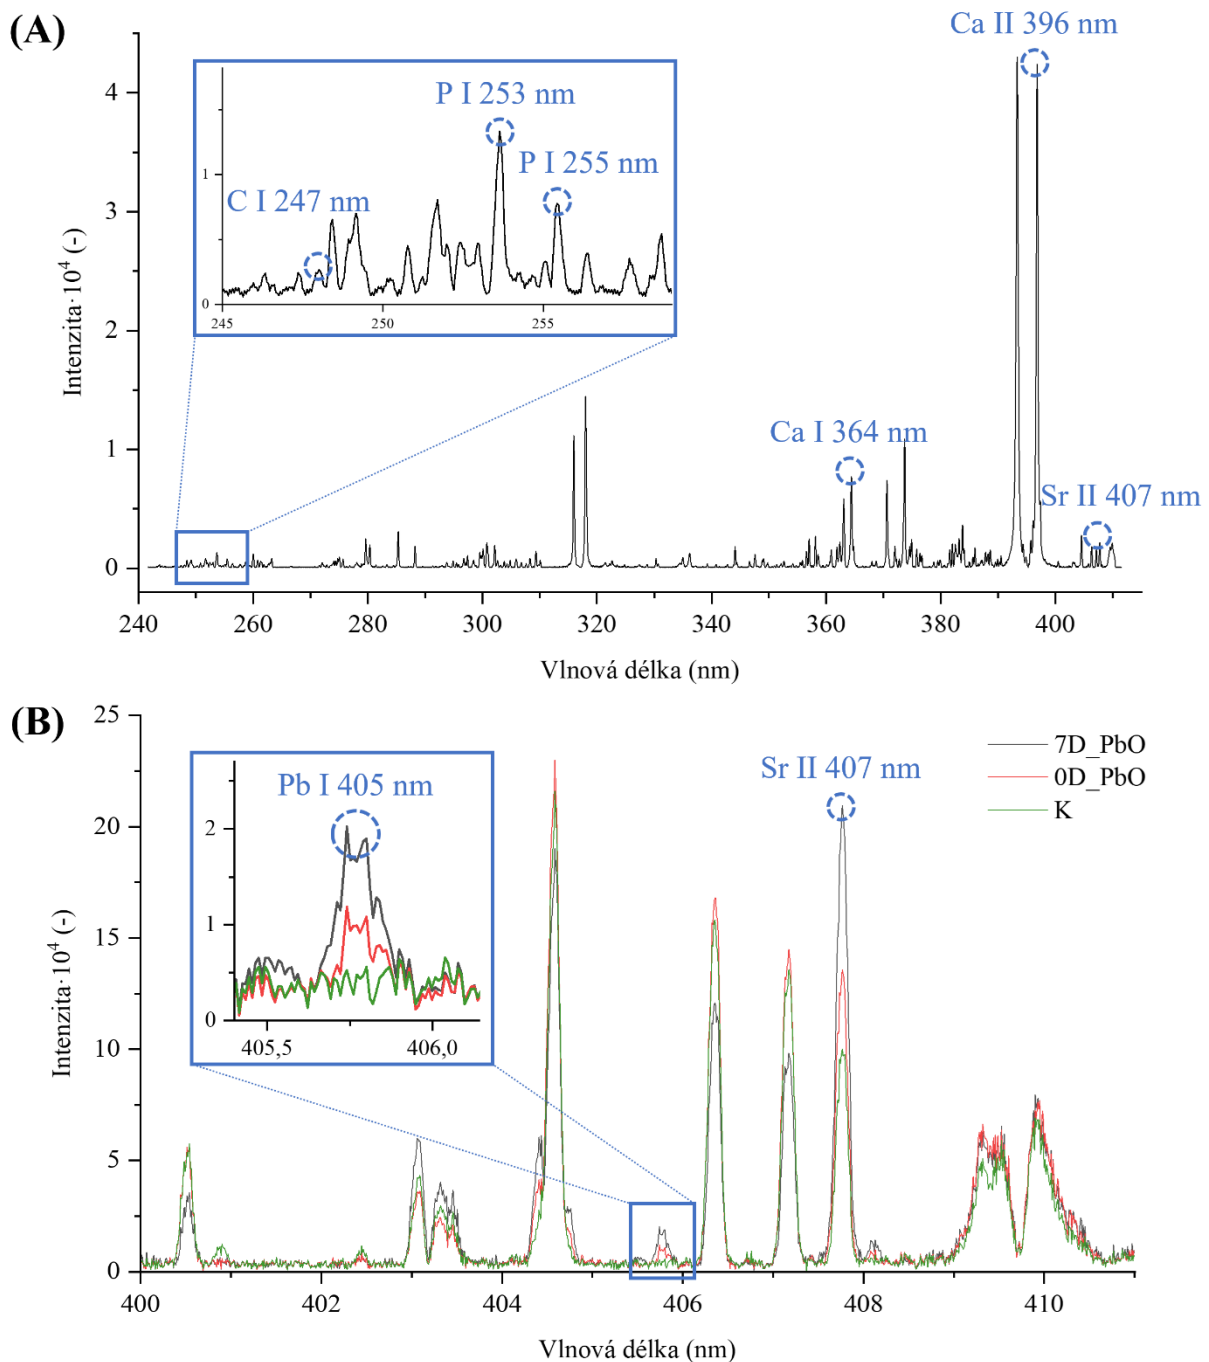 (A)
Ca II 396 nm
P I 253 nm
P I 255 nm
C I 247 nm
1
0
245
250
255
4
3
2
1
0
Intenzita·10⁴ (-)
Ca I 364 nm
Sr II 407 nm
240
260
280
300
320
340
360
380
400
Vlnová délka (nm)
(B)
25
20
15
10
5
0
Intenzita·10⁴ (-)
Pb I 405 nm
2
1
0
405,5
406,0
Sr II 407 nm
7D_PbO
0D_PbO
K
400
402
404
406
408
410
Vlnová délka (nm)